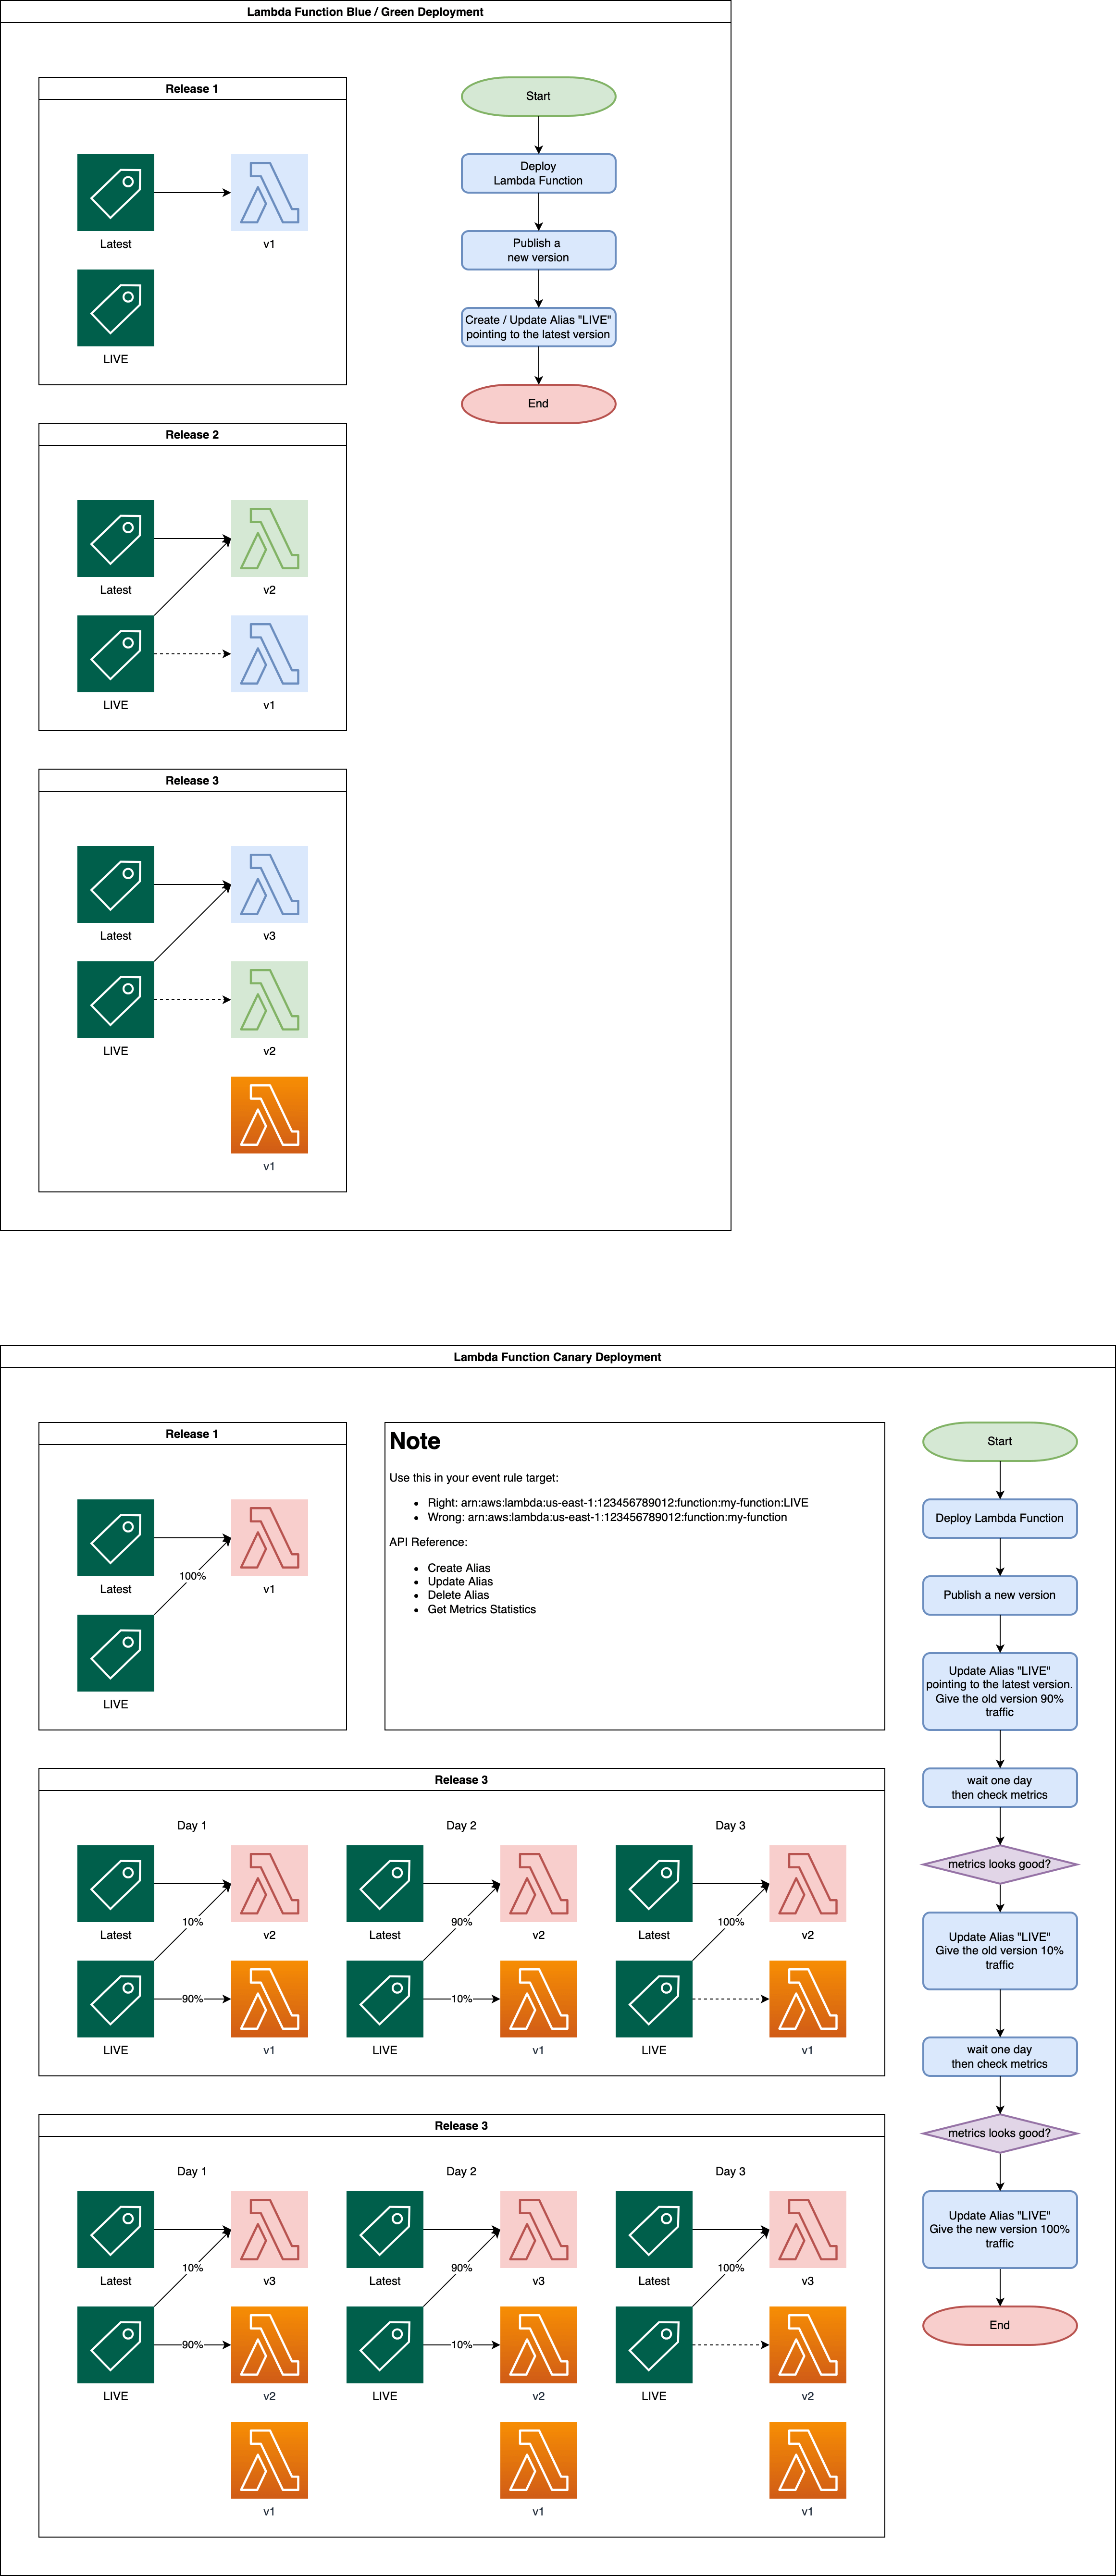 Lambda Function Blue / Green Deployment
Release 1
Latest
v1
LIVE
Start
Deploy
Lambda Function
Publish a
new version
Create / Update Alias "LIVE"
pointing to the latest version
End
Release 2
Latest
v2
LIVE
v1
Release 3
Latest
v3
LIVE
v2
v1
Lambda Function Canary Deployment
Release 1
Latest
100%
v1
LIVE
Note
Use this in your event rule target:
• Right: arn:aws:lambda:us-east-1:123456789012:function:my-function:LIVE
• Wrong: arn:aws:lambda:us-east-1:123456789012:function:my-function
API Reference:
• Create Alias
• Update Alias
• Delete Alias
• Get Metrics Statistics
Release 3
Day 1
Latest
10%
v2
90%
LIVE
v1
Day 2
Latest
90%
v2
10%
LIVE
v1
Day 3
Latest
100%
v2
LIVE
v1
Release 3
Day 1
Latest
10%
v3
90%
LIVE
v2
v1
Day 2
Latest
90%
v3
10%
LIVE
v2
v1
Day 3
Latest
100%
v3
LIVE
v2
v1
Start
Deploy Lambda Function
Publish a new version
Update Alias "LIVE"
pointing to the latest version.
Give the old version 90%
traffic
wait one day
then check metrics
metrics looks good?
Update Alias "LIVE"
Give the old version 10%
traffic
wait one day
then check metrics
metrics looks good?
Update Alias "LIVE"
Give the new version 100%
traffic
End